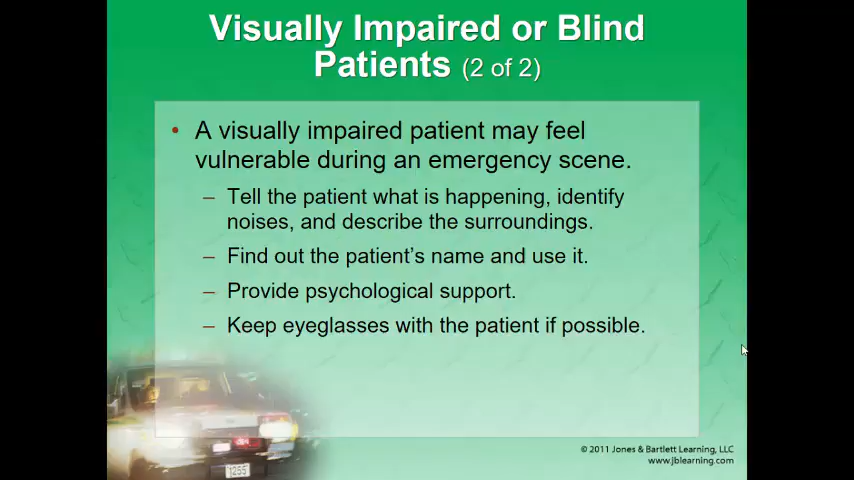 Visually Impaired or Blind
Patients (2 of 2)
• A visually impaired patient may feel
vulnerable during an emergency scene.
– Tell the patient what is happening, identify
noises, and describe the surroundings.
– Find out the patient's name and use it.
– Provide psychological support.
– Keep eyeglasses with the patient if possible.
1255
© 2011 Jones & Bartlett Learning, LLC
www.jblearning.com